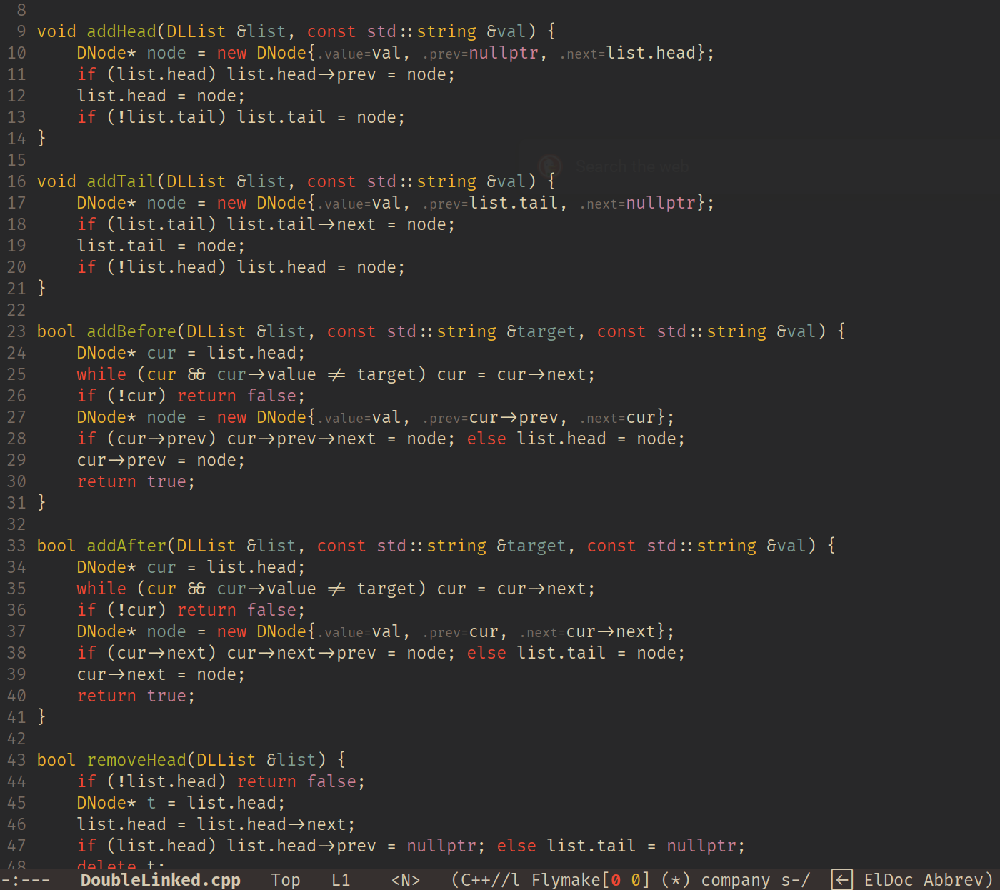 8
9 void addHead(DLList &list, const std::string &val) {
10     DNode* node = new DNode{.value=val, .prev=nullptr, .next=list.head};
11     if (list.head) list.head->prev = node;
12     list.head = node;
13     if (!list.tail) list.tail = node;
14 }
15
Search the web
16 void addTail(DLList &list, const std::string &val) {
17     DNode* node = new DNode{.value=val, .prev=list.tail, .next=nullptr};
18     if (list.tail) list.tail->next = node;
19     list.tail = node;
20     if (!list.head) list.head = node;
21 }
22
23 bool addBefore(DLList &list, const std::string &target, const std::string &val) {
24     DNode* cur = list.head;
25     while (cur && cur->value != target) cur = cur->next;
26     if (!cur) return false;
27     DNode* node = new DNode{.value=val, .prev=cur->prev, .next=cur};
28     if (cur->prev) cur->prev->next = node; else list.head = node;
29     cur->prev = node;
30     return true;
31 }
32
33 bool addAfter(DLList &list, const std::string &target, const std::string &val) {
34     DNode* cur = list.head;
35     while (cur && cur->value != target) cur = cur->next;
36     if (!cur) return false;
37     DNode* node = new DNode{.value=val, .prev=cur, .next=cur->next};
38     if (cur->next) cur->next->prev = node; else list.tail = node;
39     cur->next = node;
40     return true;
41 }
42
43 bool removeHead(DLList &list) {
44     if (!list.head) return false;
45     DNode* t = list.head;
46     list.head = list.head->next;
47     if (list.head) list.head->prev = nullptr; else list.tail = nullptr;
48     delete t;
-:---   DoubleLinked.cpp   Top   L1    <N>   (C++//l Flymake[0 0] (*) company s-/  [←] ElDoc Abbrev)